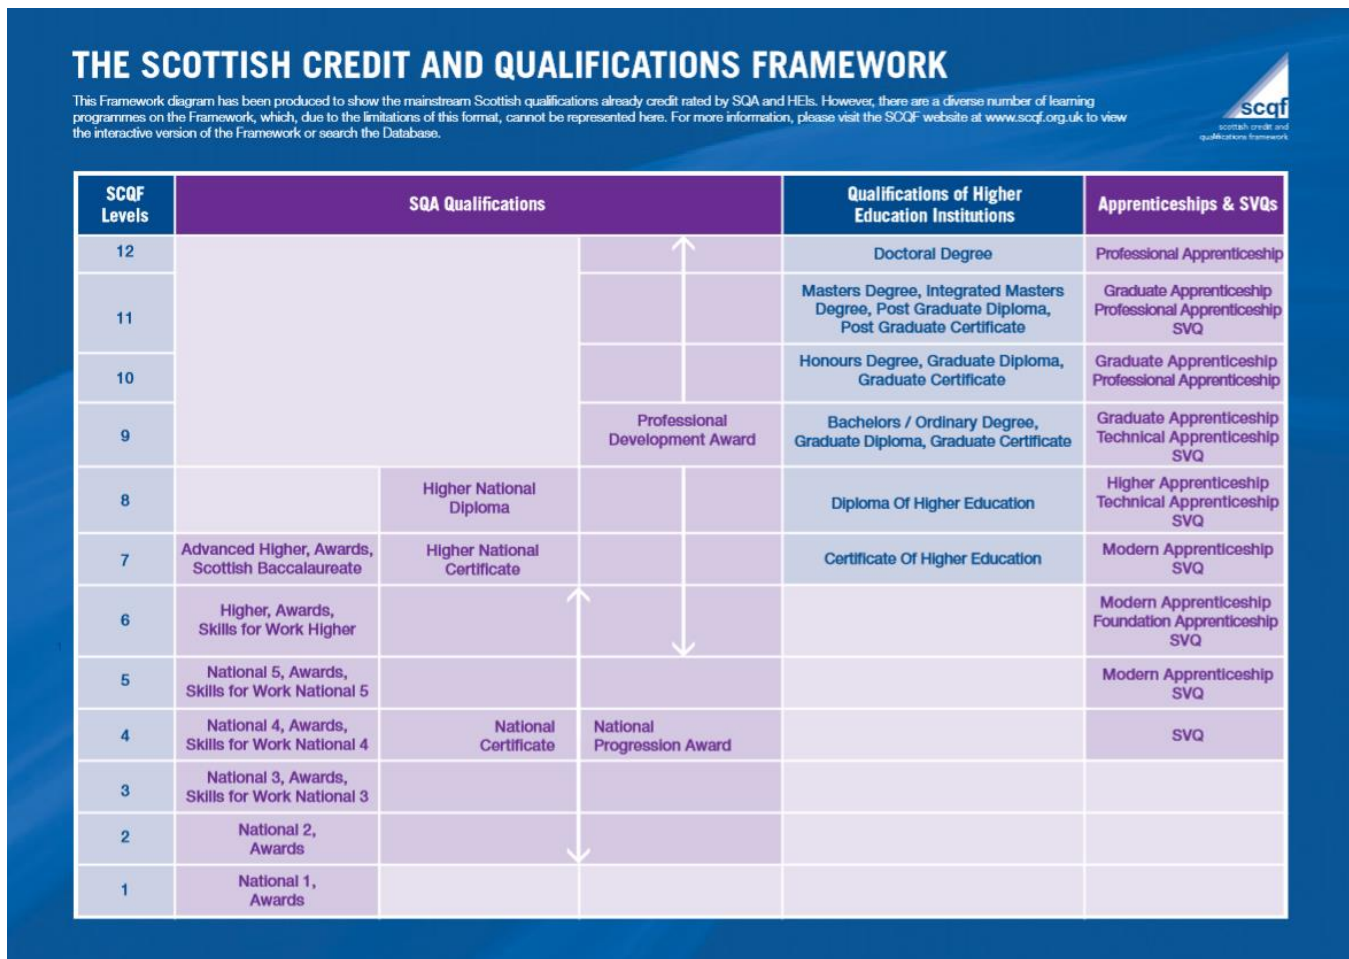 THE SCOTTISH CREDIT AND QUALIFICATIONS FRAMEWORK
This Framework diagram has been produced to show the mainstream Scottish qualifications already credit rated by SQA and HEIs. However, there are a diverse number of learning
programmes on the Framework, which, due to the limitations of this format, cannot be represented here. For more information, please visit the SCQF website at www.scqf.org.uk to view
the interactive version of the Framework or search the Database.
scqf
scottish credit and
qualifications framework
SCQF
Levels
SQA Qualifications
Qualifications of Higher
Education Institutions
Apprenticeships & SVQs
12
Doctoral Degree
Professional Apprenticeship
11
Masters Degree, Integrated Masters
Degree, Post Graduate Diploma,
Post Graduate Certificate
Graduate Apprenticeship
Professional Apprenticeship
SVQ
10
Honours Degree, Graduate Diploma,
Graduate Certificate
Graduate Apprenticeship
Professional Apprenticeship
9
Professional
Development Award
Bachelors / Ordinary Degree,
Graduate Diploma, Graduate Certificate
Graduate Apprenticeship
Technical Apprenticeship
SVQ
8
Higher National
Diploma
Diploma Of Higher Education
Higher Apprenticeship
Technical Apprenticeship
SVQ
7
Advanced Higher, Awards,
Scottish Baccalaureate
Higher National
Certificate
Certificate Of Higher Education
Modern Apprenticeship
SVQ
6
Higher, Awards,
Skills for Work Higher
Modern Apprenticeship
Foundation Apprenticeship
SVQ
5
National 5, Awards,
Skills for Work National 5
Modern Apprenticeship
SVQ
4
National 4, Awards,
Skills for Work National 4
National
Certificate
National
Progression Award
SVQ
3
National 3, Awards,
Skills for Work National 3
2
National 2,
Awards
1
National 1,
Awards